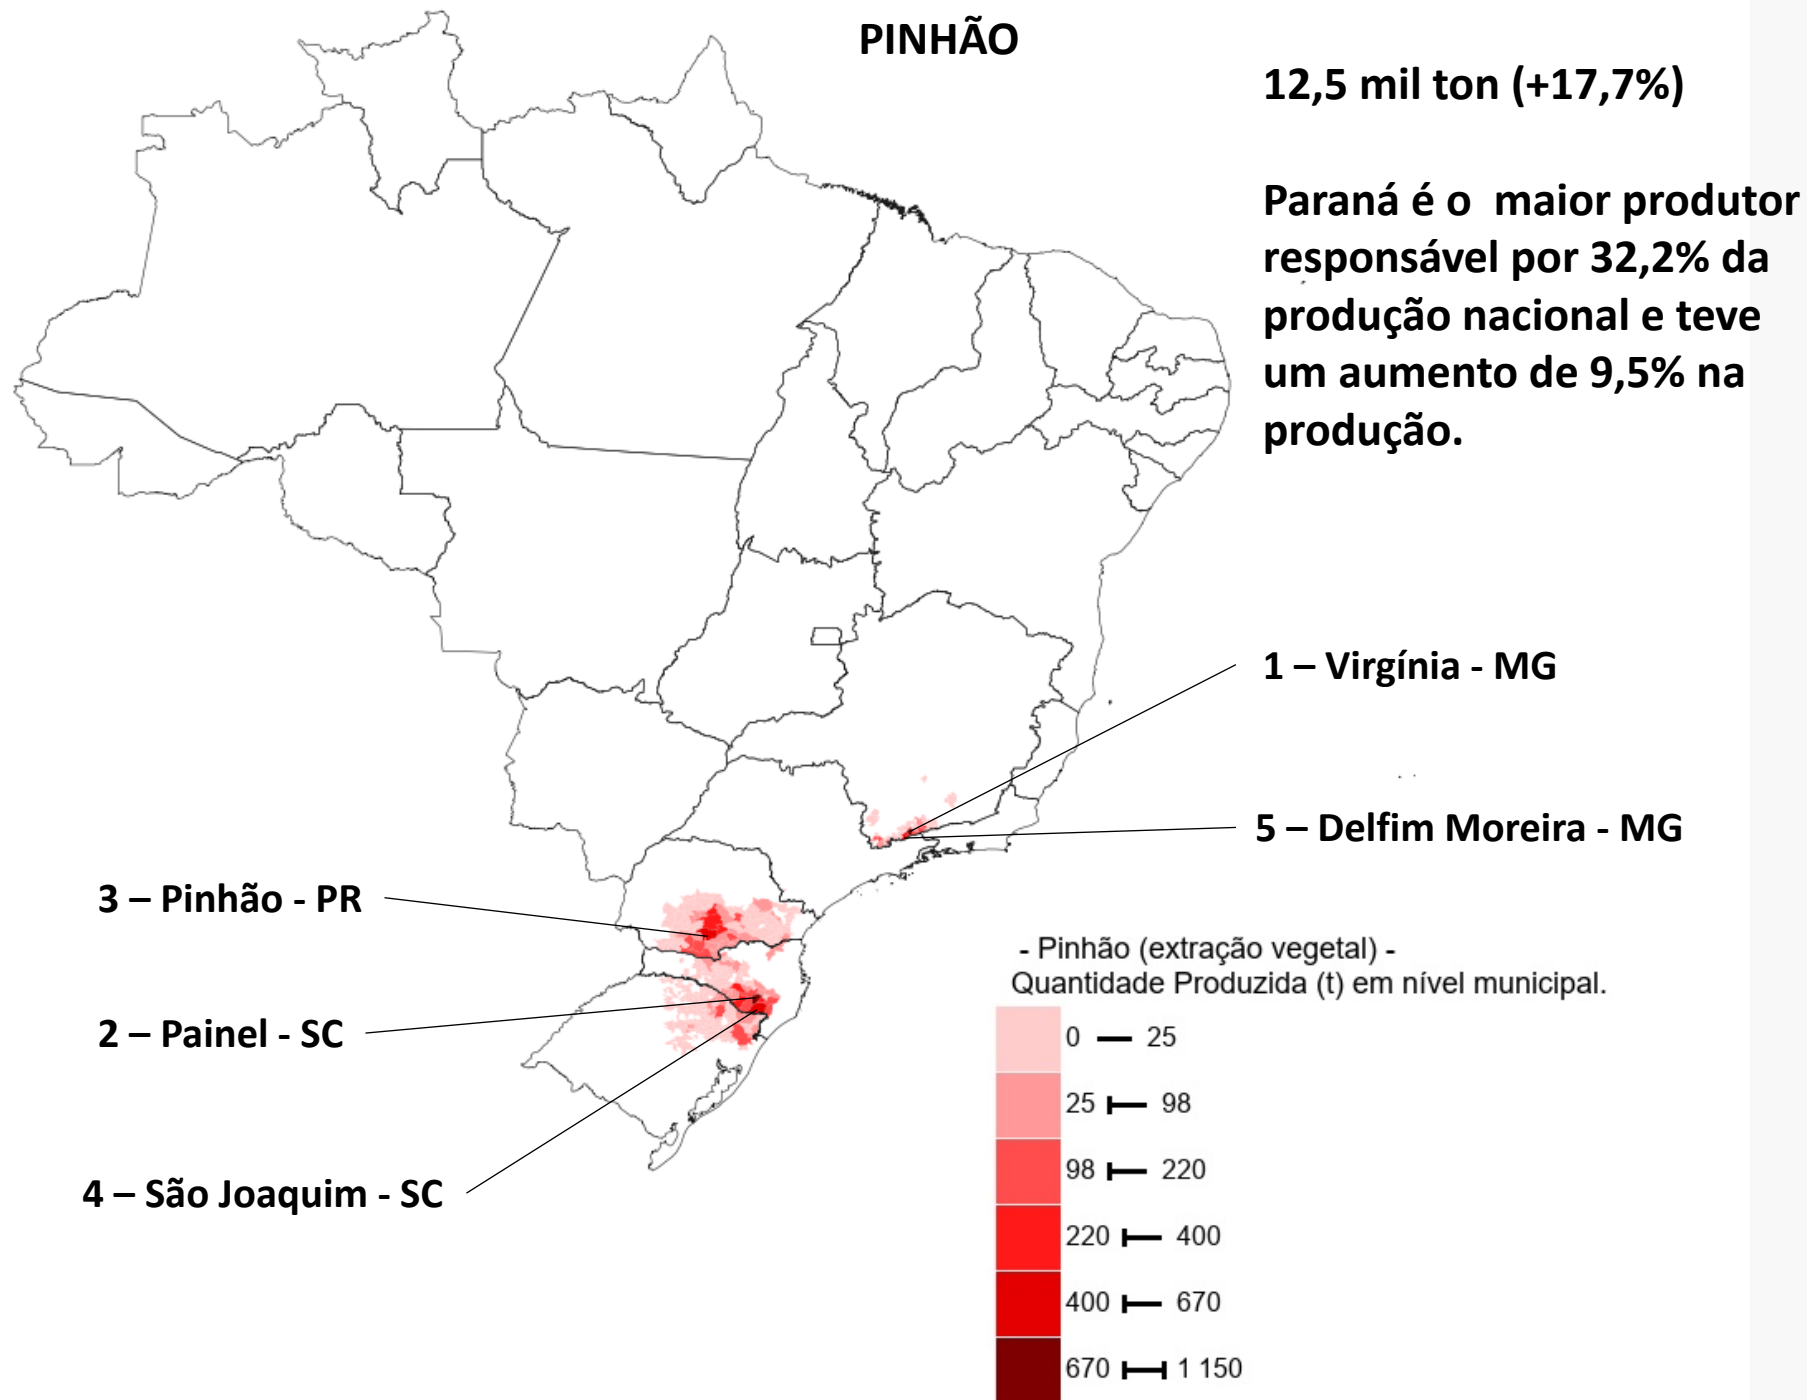 PINHÃO
12,5 mil ton (+17,7%)
Paraná é o  maior produtor
responsável por 32,2% da
produção nacional e teve
um aumento de 9,5% na
produção.
1 – Virgínia - MG
5 – Delfim Moreira - MG
3 – Pinhão - PR
2 – Painel - SC
4 – São Joaquim - SC
- Pinhão (extração vegetal) -
Quantidade Produzida (t) em nível municipal.
0 — 25
25 ⊢ 98
98 ⊢ 220
220 ⊢ 400
400 ⊢ 670
670 ⊢⊣ 1 150